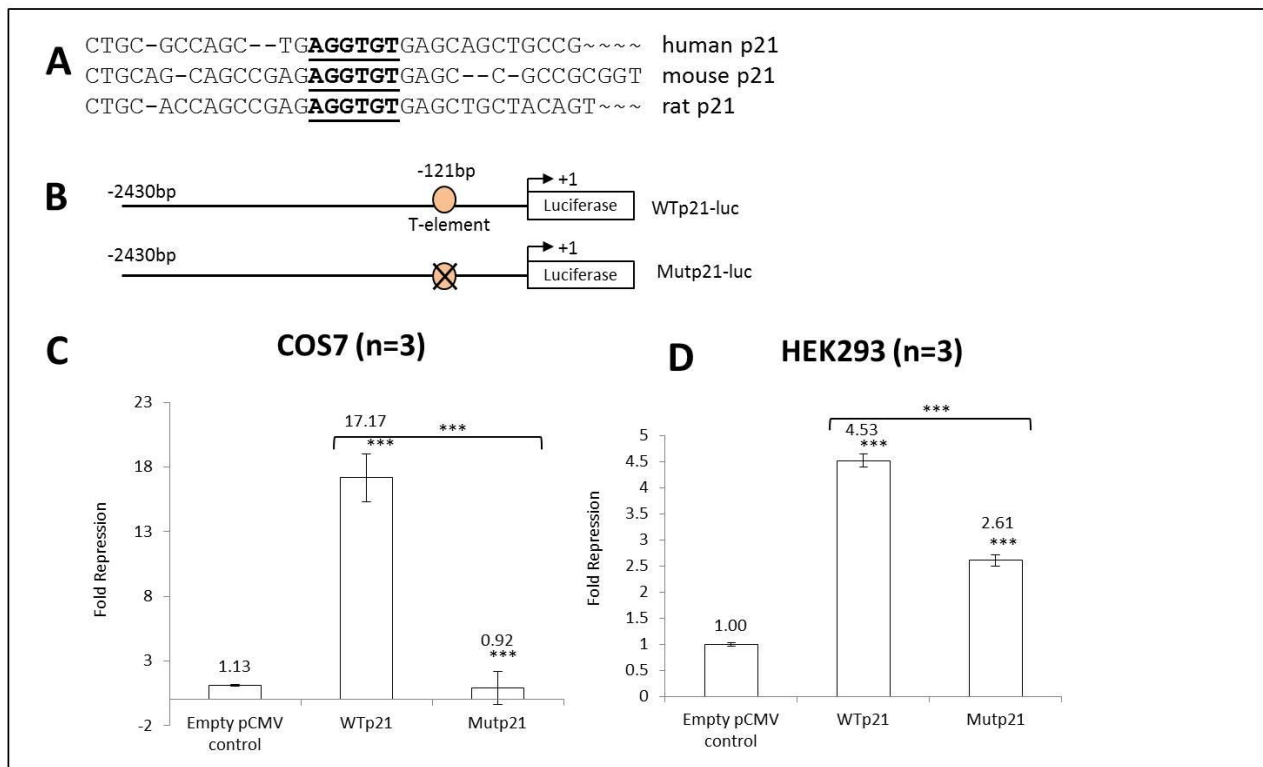 A
CTGC-GCCAGC--TGAGGTGTGAGCAGCTGCCG~~~~ human p21
CTGCAG-CAGCCGAGAGGTGTGAGC--C-GCCGCGGT mouse p21
CTGC-ACCAGCCGAGAGGTGTGAGCTGCTACAGT~~~ rat p21
B
-2430bp
-121bp
T-element
+1
Luciferase
WTp21-luc
-2430bp
+1
Luciferase
Mutp21-luc
C
COS7 (n=3)
Fold Repression
23
18
13
8
3
-2
1.13
17.17
***
***
0.92
***
Empty pCMV
control
WTp21
Mutp21
D
HEK293 (n=3)
Fold Repression
5
4.5
4
3.5
3
2.5
2
1.5
1
0.5
0
1.00
***
4.53
***
2.61
***
Empty pCMV
control
WTp21
Mutp21